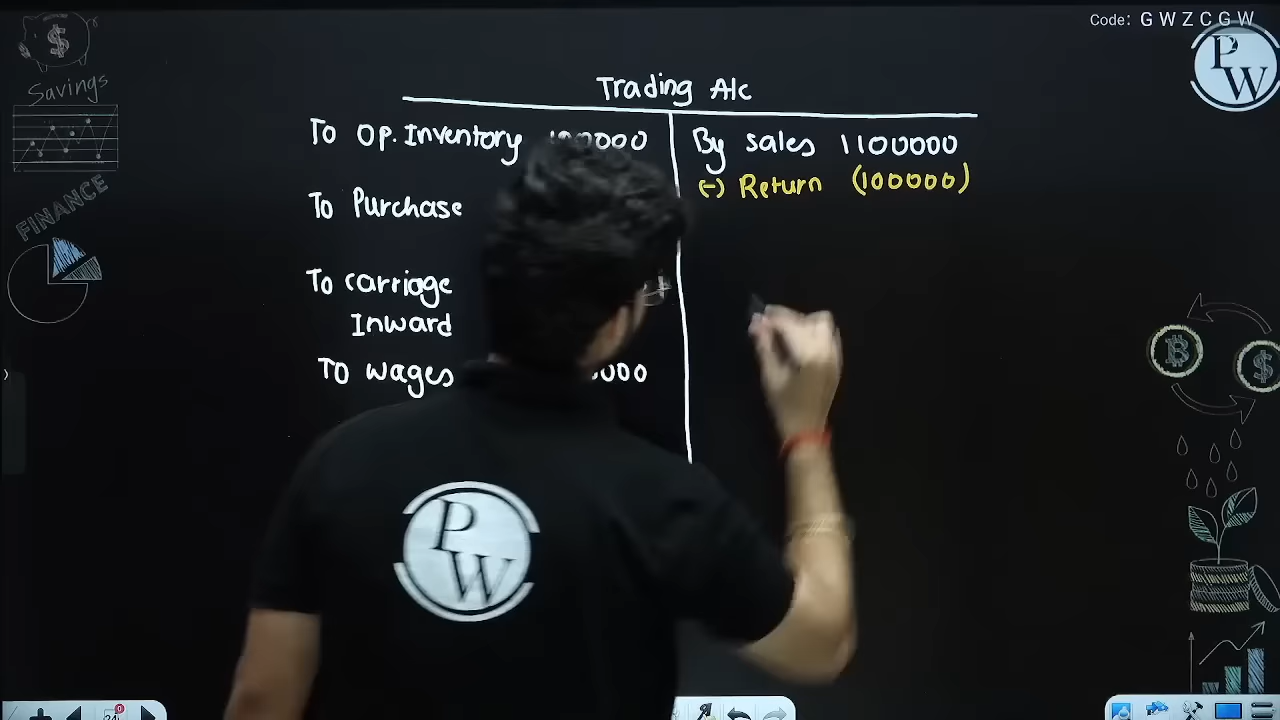 Code: G W Z C G W
P W
Savings
FINANCE
Trading A/c
To Op. Inventory 100000
By sales 1100000
(-) Return (100000)
To Purchase
To carriage
Inward
To wages
P W